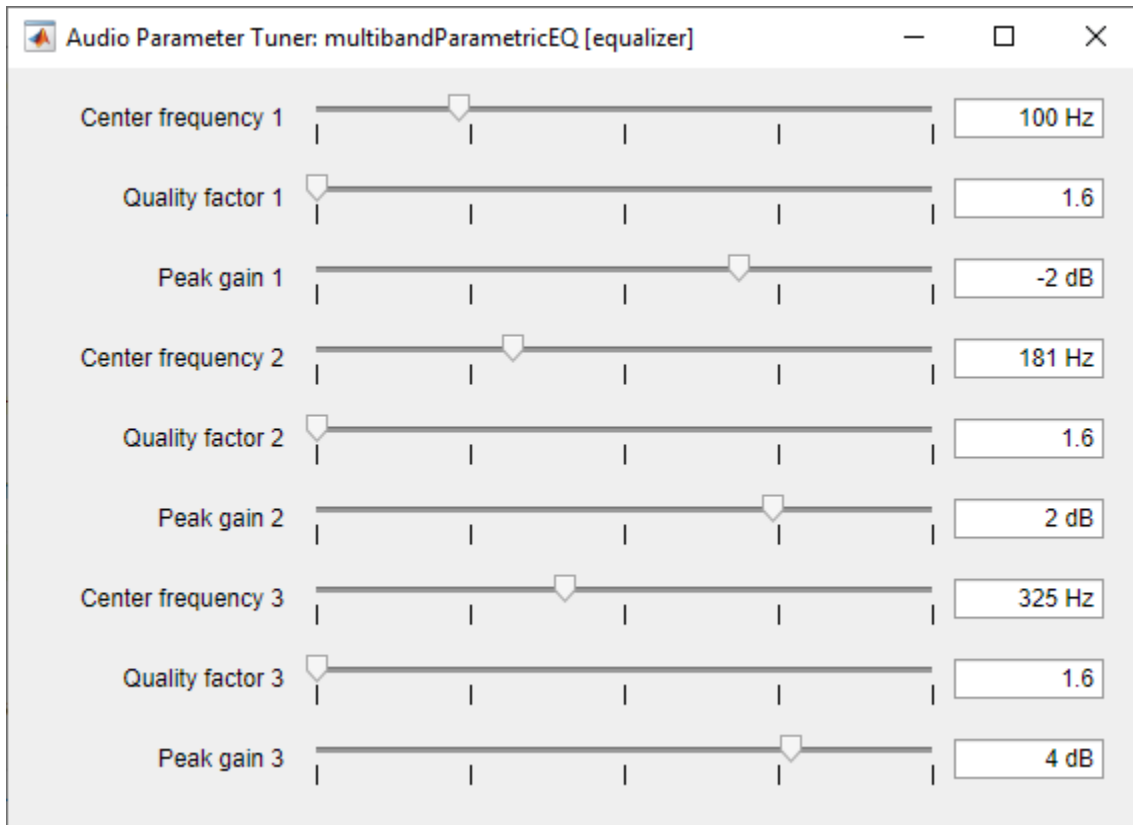 Audio Parameter Tuner: multibandParametricEQ [equalizer]
Center frequency 1 100 Hz
Quality factor 1 1.6
Peak gain 1 -2 dB
Center frequency 2 181 Hz
Quality factor 2 1.6
Peak gain 2 2 dB
Center frequency 3 325 Hz
Quality factor 3 1.6
Peak gain 3 4 dB